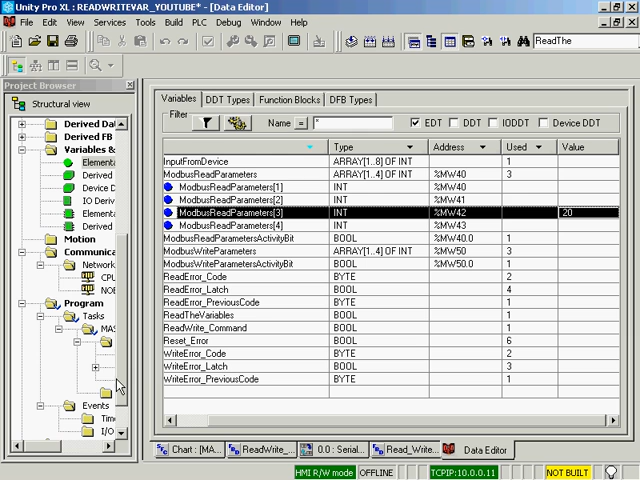 Unity Pro XL : READWRITEVAR_YOUTUBE* - [Data Editor]
File Edit View Services Tools Build PLC Debug Window Help
ReadThe
Project Browser
Structural view
Derived Da
Derived FB
Variables &
Elementa
Derived
Device D
IO Deriv
Elementa
Derived
Motion
Communica
Network
CPU
NOE
Program
Tasks
MAS
Events
Time
I/O
Variables DDT Types Function Blocks DFB Types
Filter
Name = *
EDT DDT IODDT Device DDT
Type Address Used Value
InputFromDevice ARRAY[1..8] OF INT 1
ModbusReadParameters ARRAY[1..4] OF INT %MW40 3
ModbusReadParameters[1] INT %MW40
ModbusReadParameters[2] INT %MW41
ModbusReadParameters[3] INT %MW42 20
ModbusReadParameters[4] INT %MW43
ModbusReadParametersActivityBit BOOL %MW40.0 1
ModbusWriteParameters ARRAY[1..4] OF INT %MW50 3
ModbusWriteParametersActivityBit BOOL %MW50.0 1
ReadError_Code BYTE 2
ReadError_Latch BOOL 4
ReadError_PreviousCode BYTE 1
ReadTheVariables BOOL 1
ReadWrite_Command BOOL 1
Reset_Error BOOL 6
WriteError_Code BYTE 2
WriteError_Latch BOOL 3
WriteError_PreviousCode BYTE 1
Chart : [MA... ReadWrite_... 0.0 : Serial... Read_Write... Data Editor
HMI R/W mode OFFLINE TCPIP:10.0.0.11 NOT BUILT